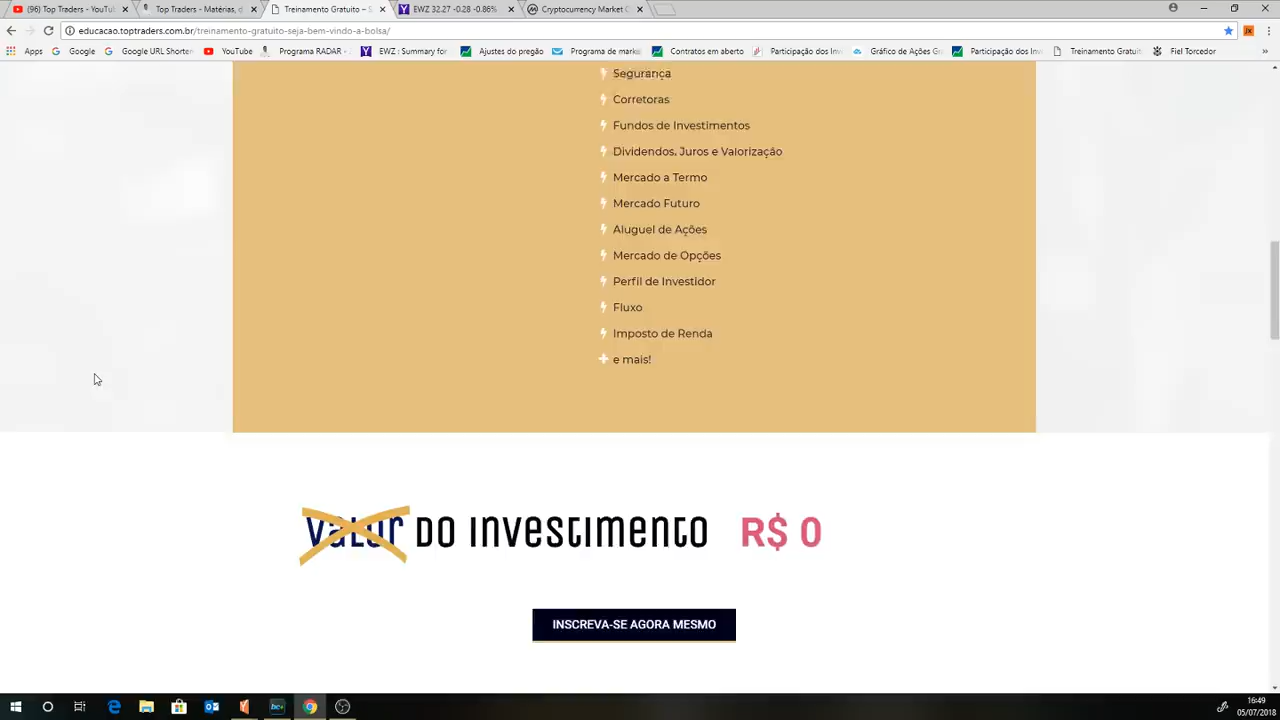 (96) Top Traders - YouTu
Top Traders - Matérias, d
Treinamento Gratuito – S
EWZ 32.27 -0.28 -0.86%
Cryptocurrency Market C
educacao.toptraders.com.br/treinamento-gratuito-seja-bem-vindo-a-bolsa/
Apps
Google
Google URL Shorten
YouTube
Programa RADAR -
EWZ : Summary for
Ajustes do pregão
Programa de marke
Contratos em aberto
Participação dos Inv
Gráfico de Ações Gr
Participação dos Inv
Treinamento Gratuit
Fiel Torcedor
»
Segurança
Corretoras
Fundos de Investimentos
Dividendos, Juros e Valorização
Mercado a Termo
Mercado Futuro
Aluguel de Ações
Mercado de Opções
Perfil de Investidor
Fluxo
Imposto de Renda
e mais!
Valor do investimento R$ 0
INSCREVA-SE AGORA MESMO
16:49
05/07/2018